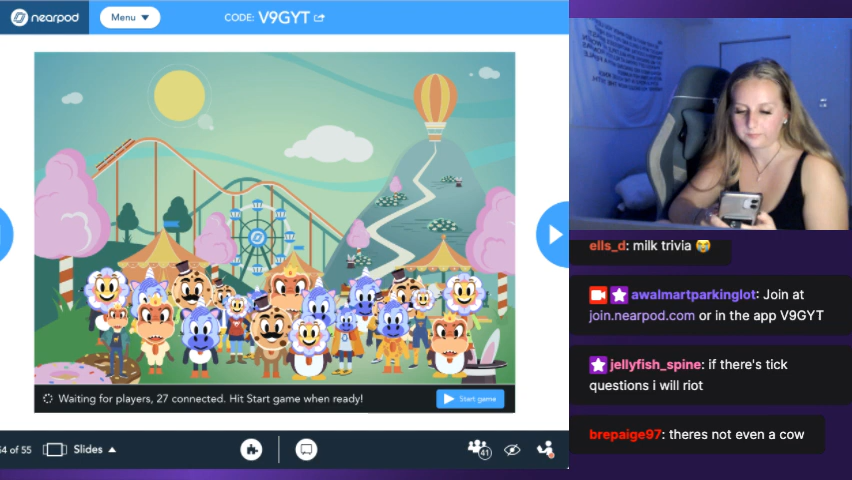 nearpod
Menu ▼
CODE: V9GYT
Waiting for players, 27 connected. Hit Start game when ready!
Start game
54 of 55
Slides
41
ells_d: milk trivia 😭
awalmartparkinglot: Join at
join.nearpod.com or in the app V9GYT
jellyfish_spine: if there's tick
questions i will riot
brepaige97: theres not even a cow